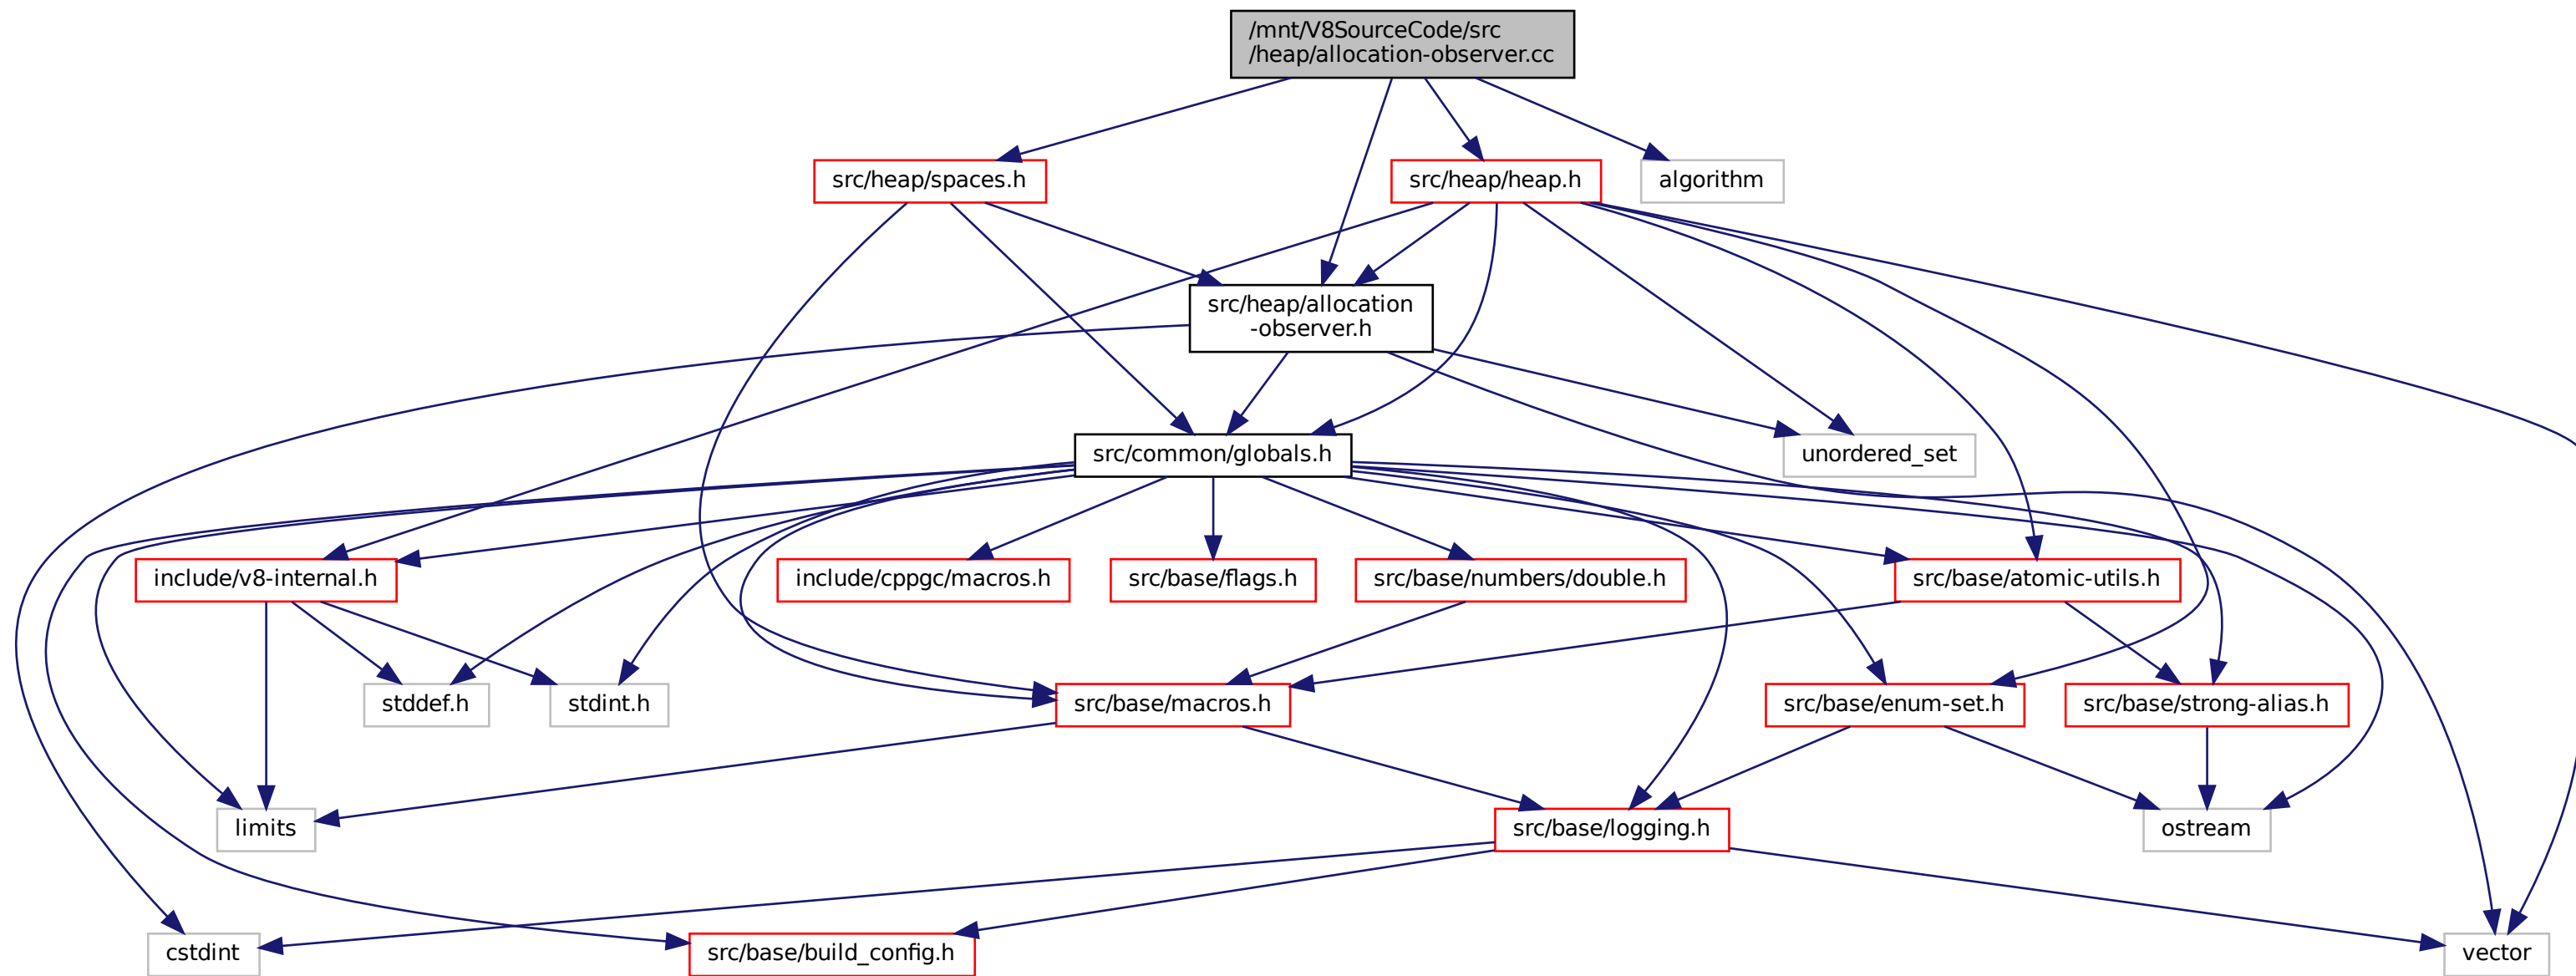 /mnt/V8SourceCode/src
/heap/allocation-observer.cc
src/heap/spaces.h
src/heap/heap.h
algorithm
src/heap/allocation
-observer.h
src/common/globals.h
unordered_set
include/v8-internal.h
include/cppgc/macros.h
src/base/flags.h
src/base/numbers/double.h
src/base/atomic-utils.h
stddef.h
stdint.h
src/base/macros.h
src/base/enum-set.h
src/base/strong-alias.h
limits
src/base/logging.h
ostream
cstdint
src/base/build_config.h
vector